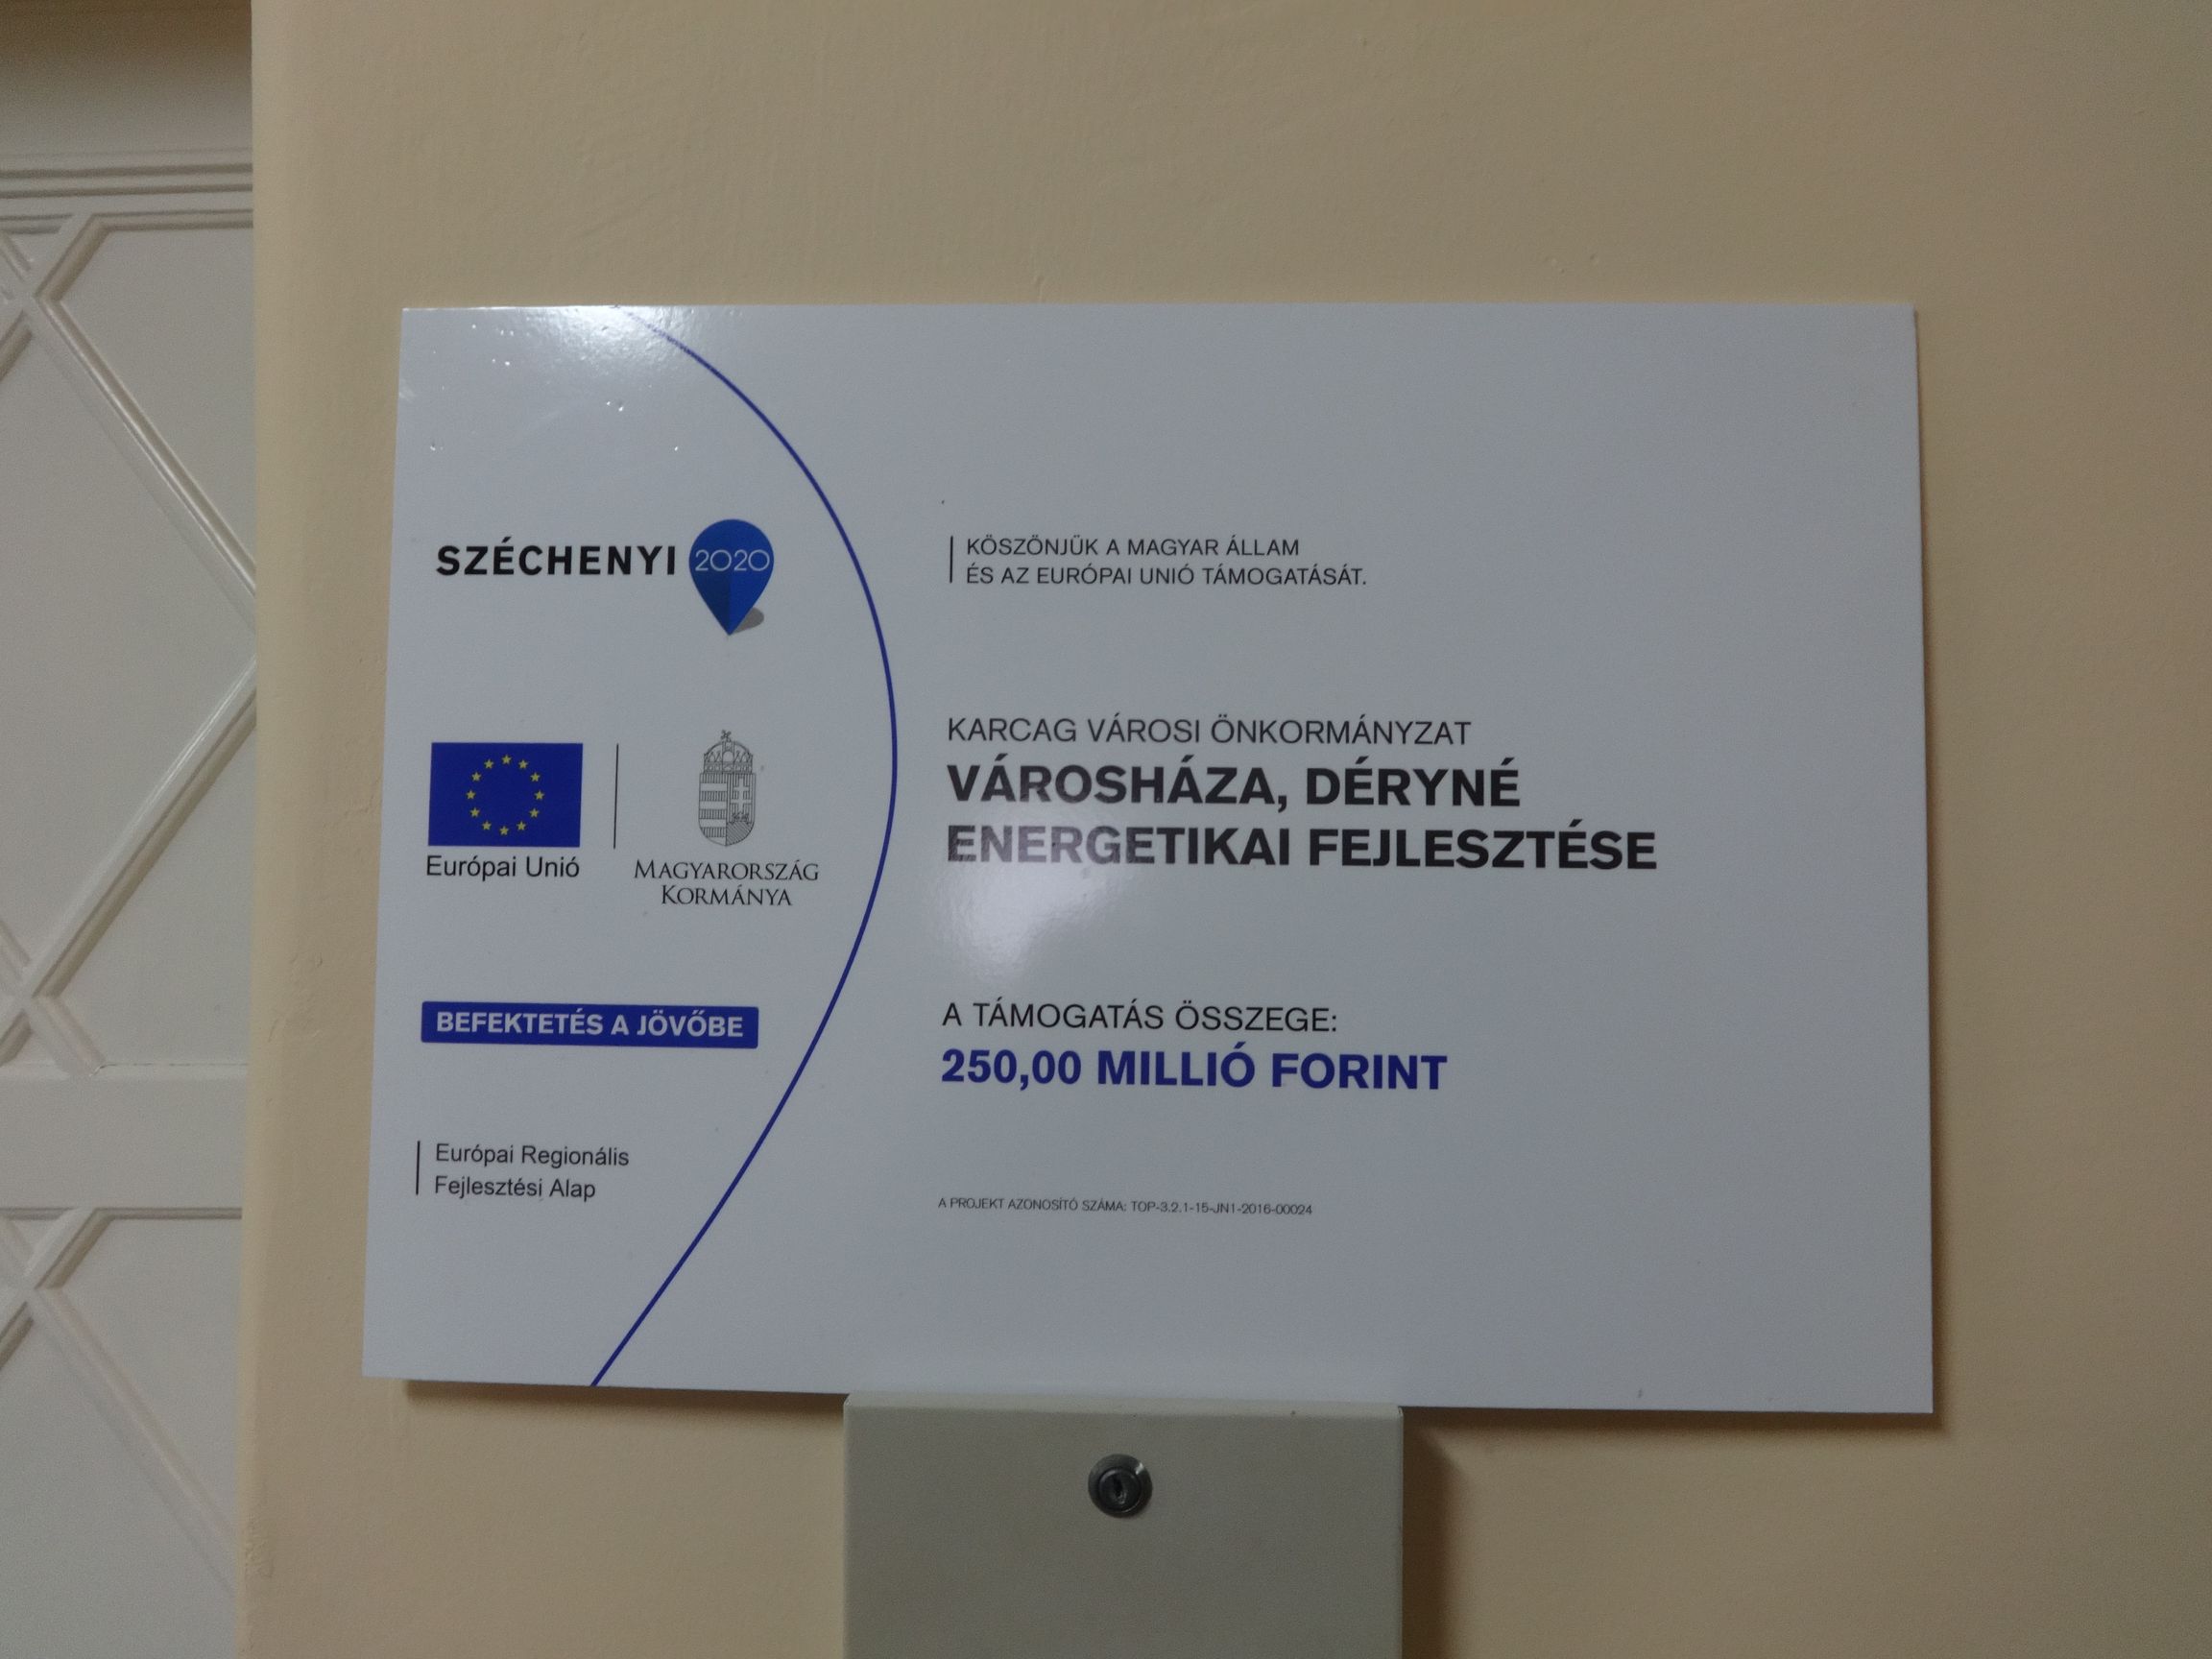 SZÉCHENYI 2020
Európai Unió
MAGYARORSZÁG
KORMÁNYA
BEFEKTETÉS A JÖVŐBE
Európai Regionális
Fejlesztési Alap
KÖSZÖNJÜK A MAGYAR ÁLLAM
ÉS AZ EURÓPAI UNIÓ TÁMOGATÁSÁT.
KARCAG VÁROSI ÖNKORMÁNYZAT
VÁROSHÁZA, DÉRYNÉ
ENERGETIKAI FEJLESZTÉSE
A TÁMOGATÁS ÖSSZEGE:
250,00 MILLIÓ FORINT
A PROJEKT AZONOSÍTÓ SZÁMA: TOP-3.2.1-15-JN1-2016-00024